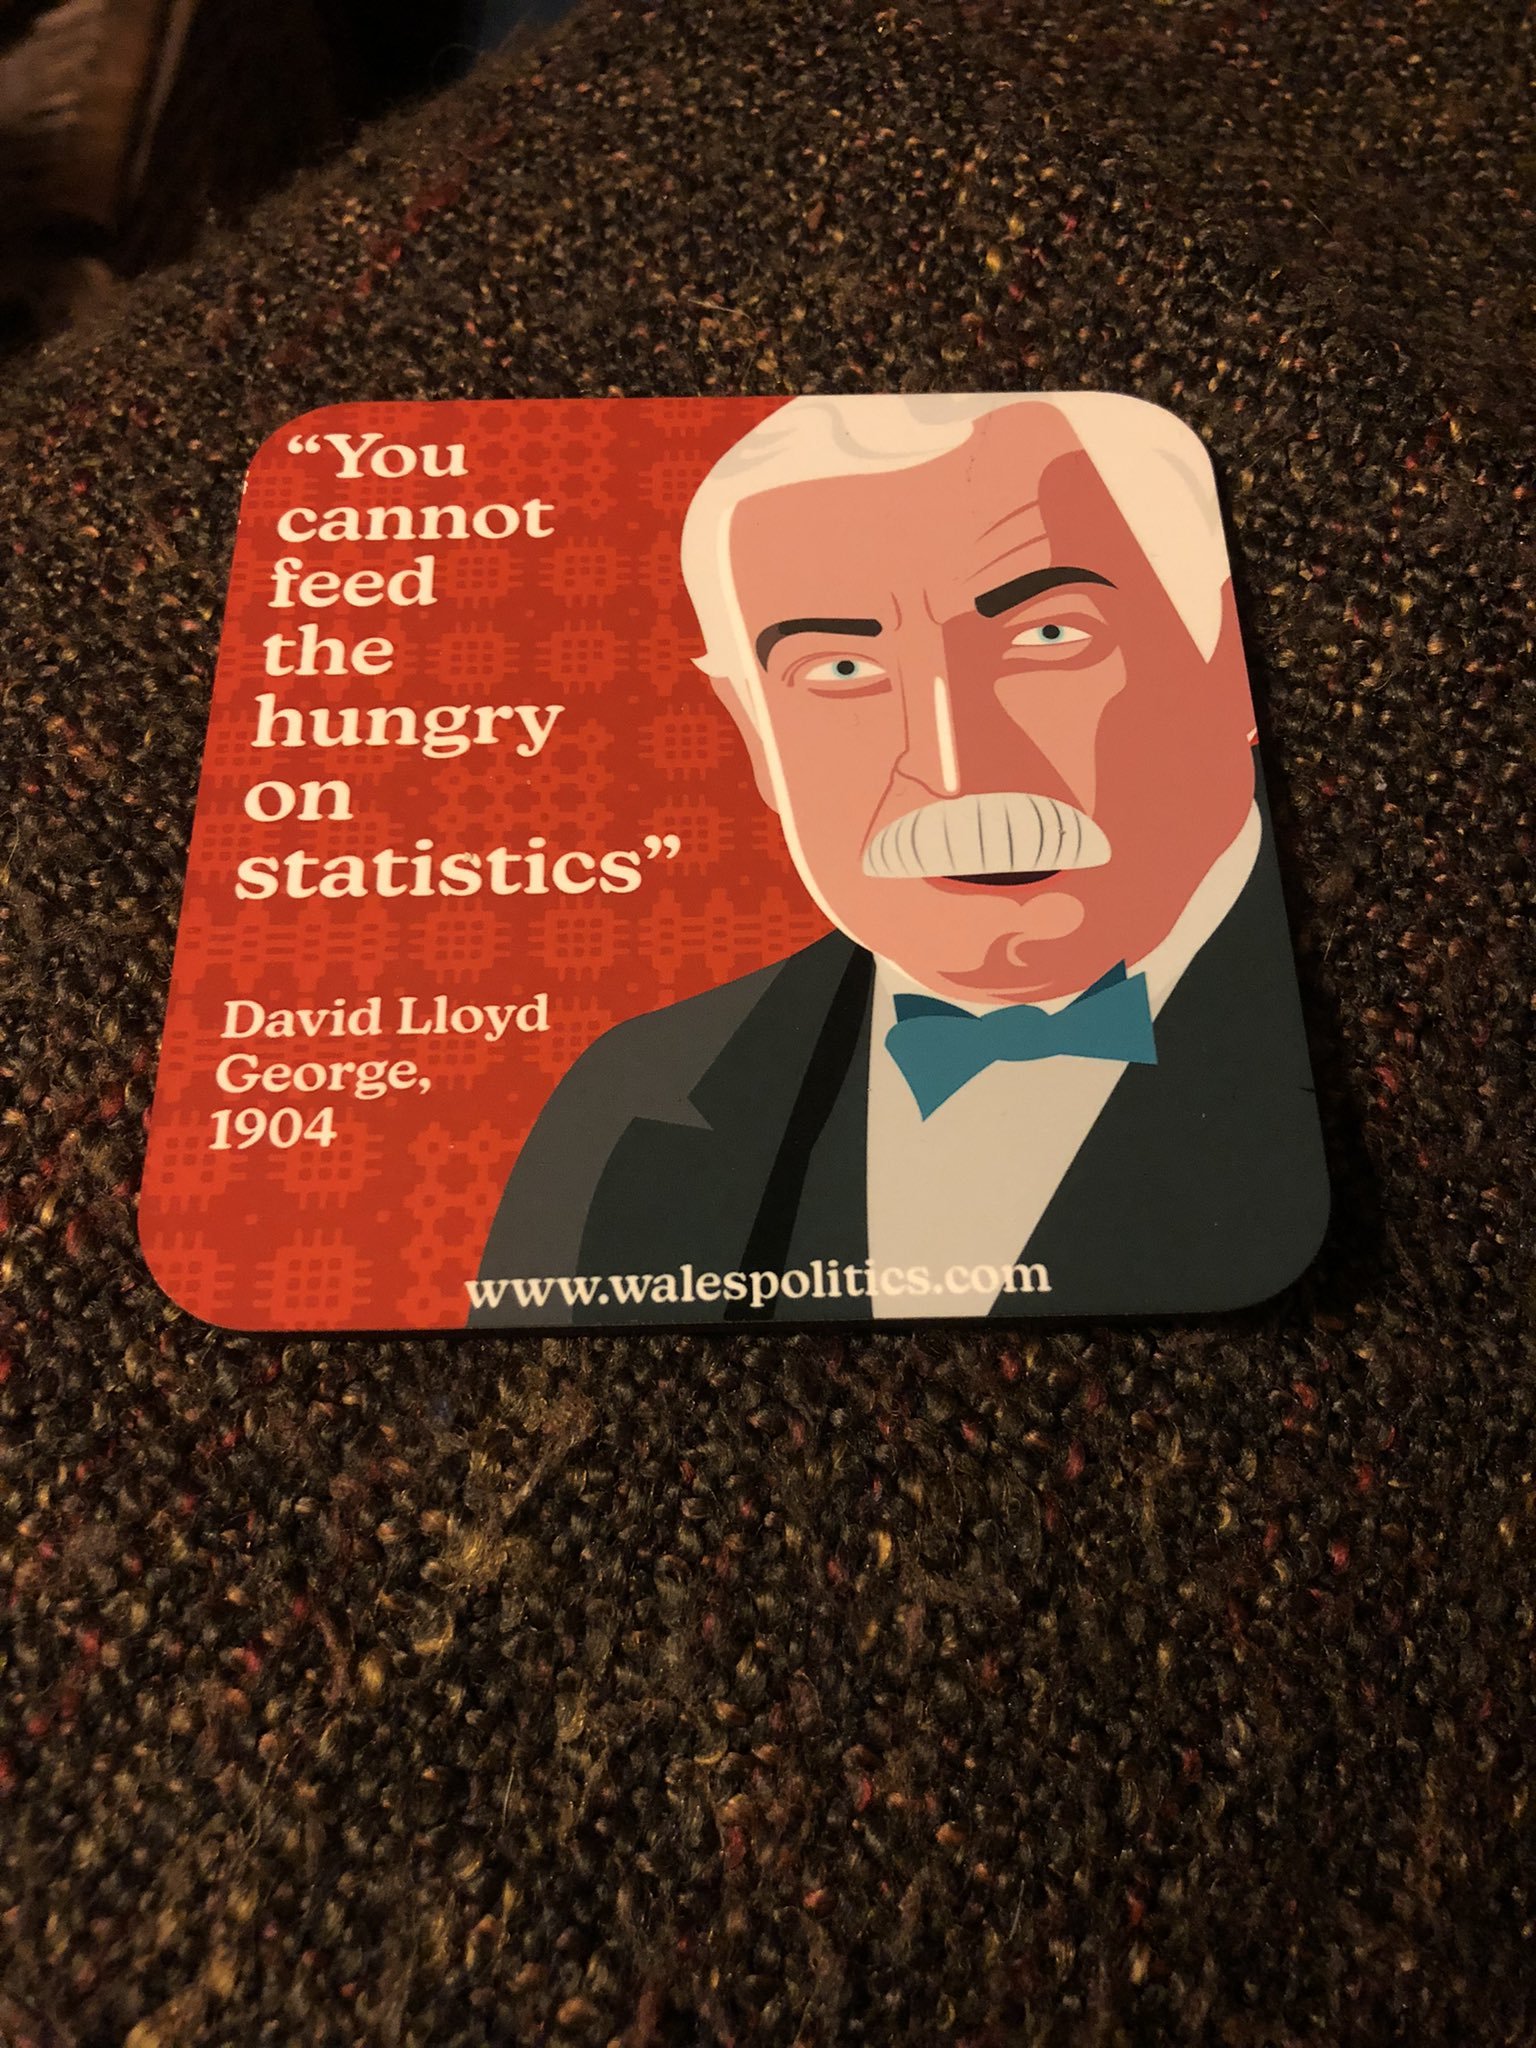 “You
cannot
feed
the
hungry
on
statistics”
David Lloyd
George,
1904
www.walespolitics.com